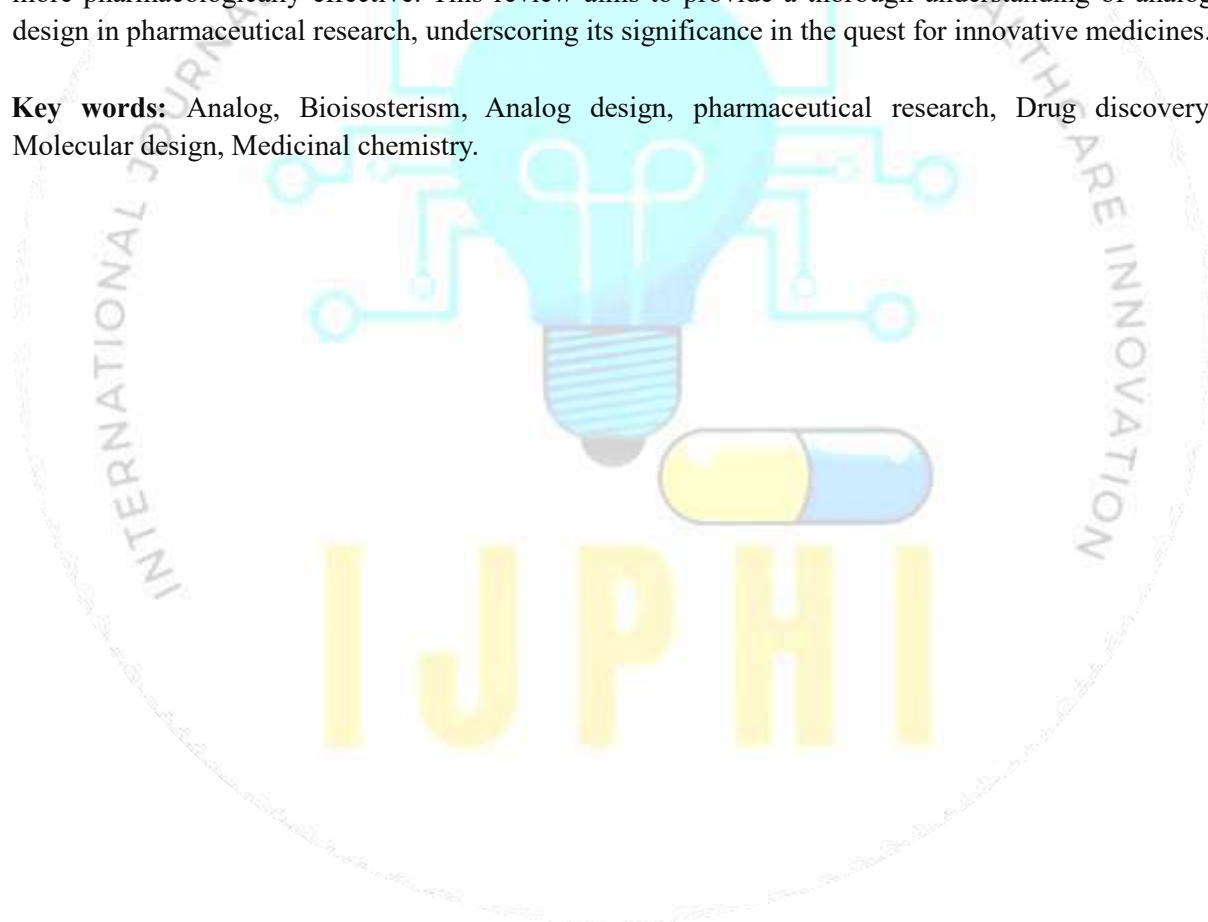 more pharmacologically effective. This review aims to provide a thorough understanding of analog
design in pharmaceutical research, underscoring its significance in the quest for innovative medicines.
Key words: Analog, Bioisosterism, Analog design, pharmaceutical research, Drug discovery
Molecular design, Medicinal chemistry.
INTERNATIONAL JOURNA
ALTHCARE INNOVATION
IJPHI